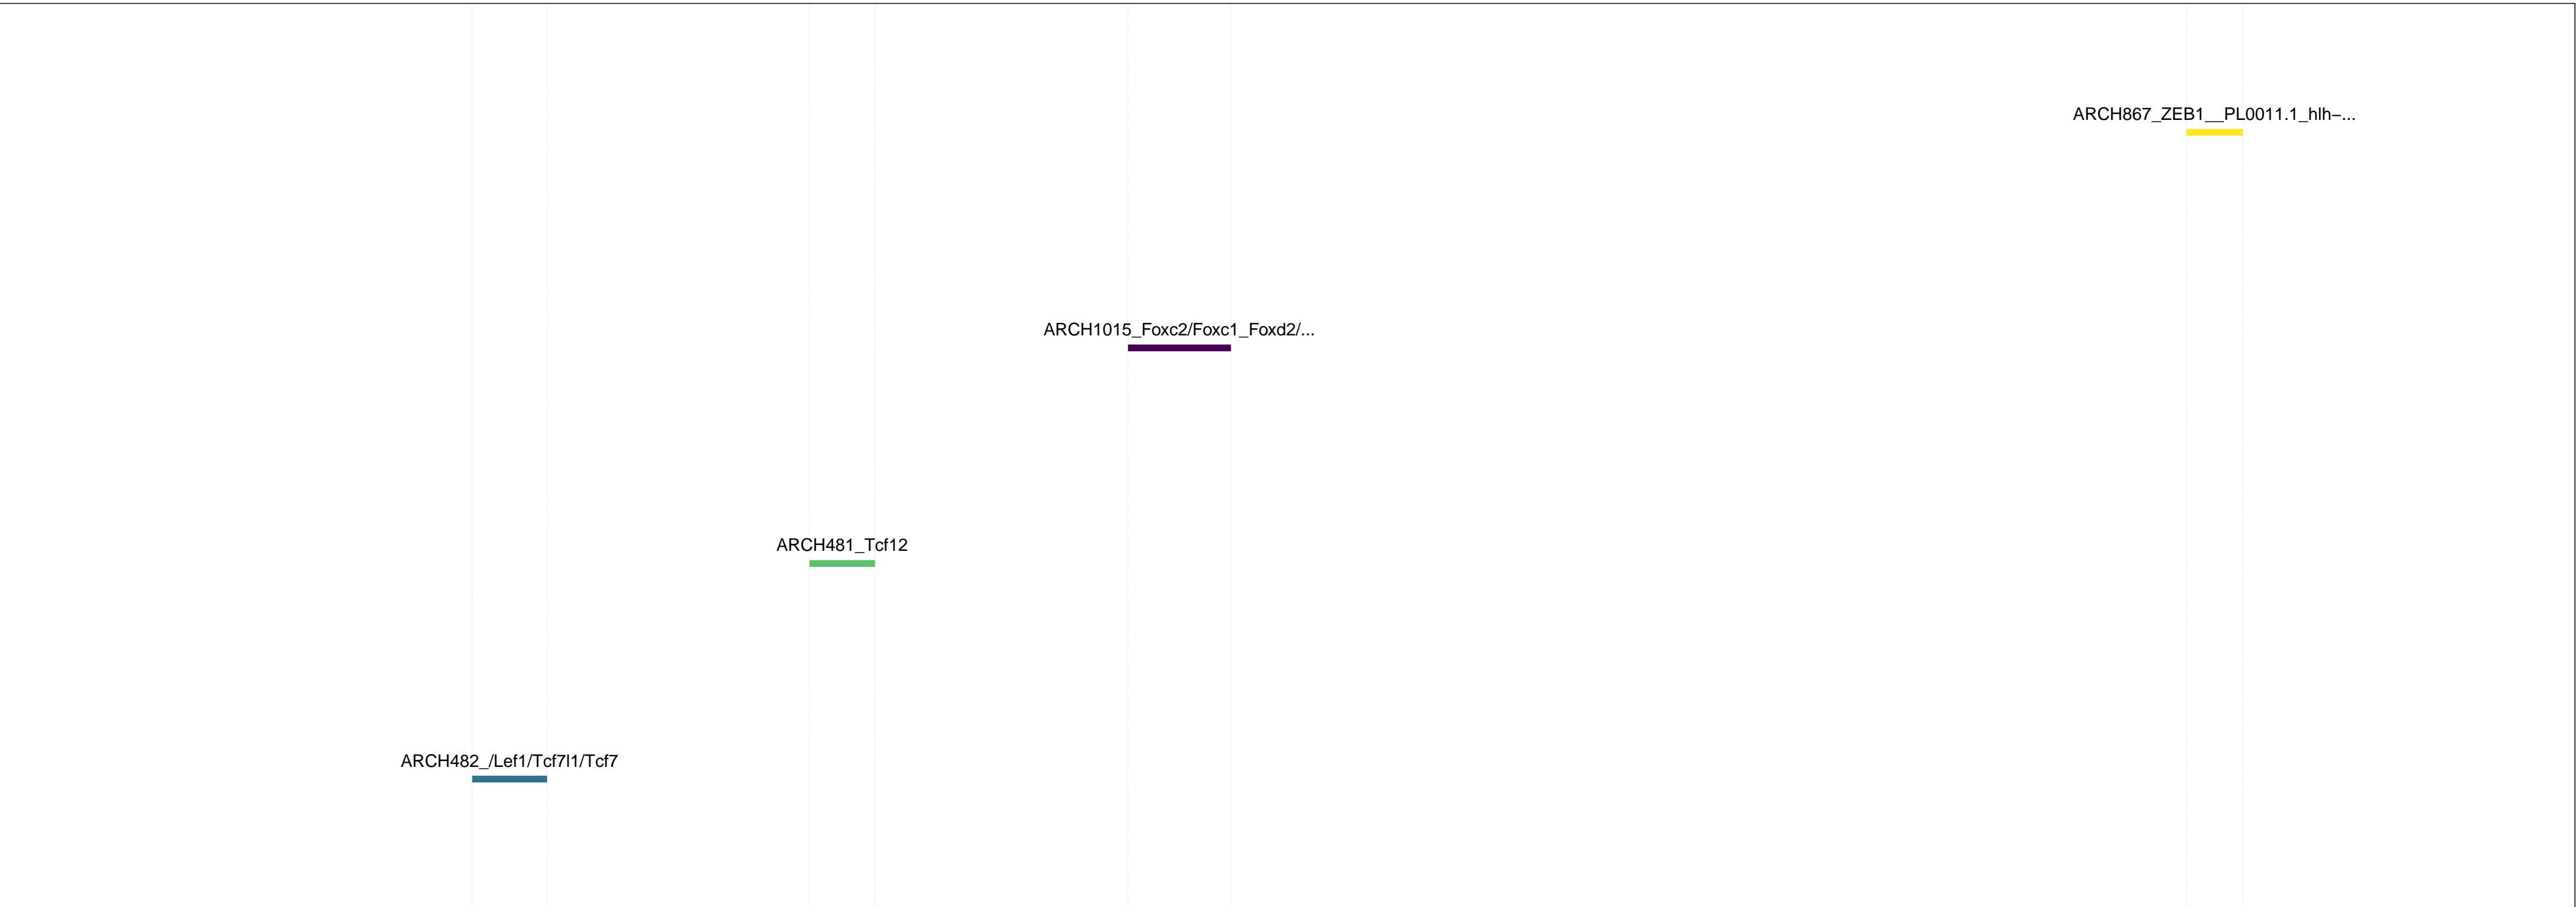 ARCH867_ZEB1__PL0011.1_hlh−...
ARCH1015_Foxc2/Foxc1_Foxd2/...
ARCH481_Tcf12
ARCH482_/Lef1/Tcf7l1/Tcf7